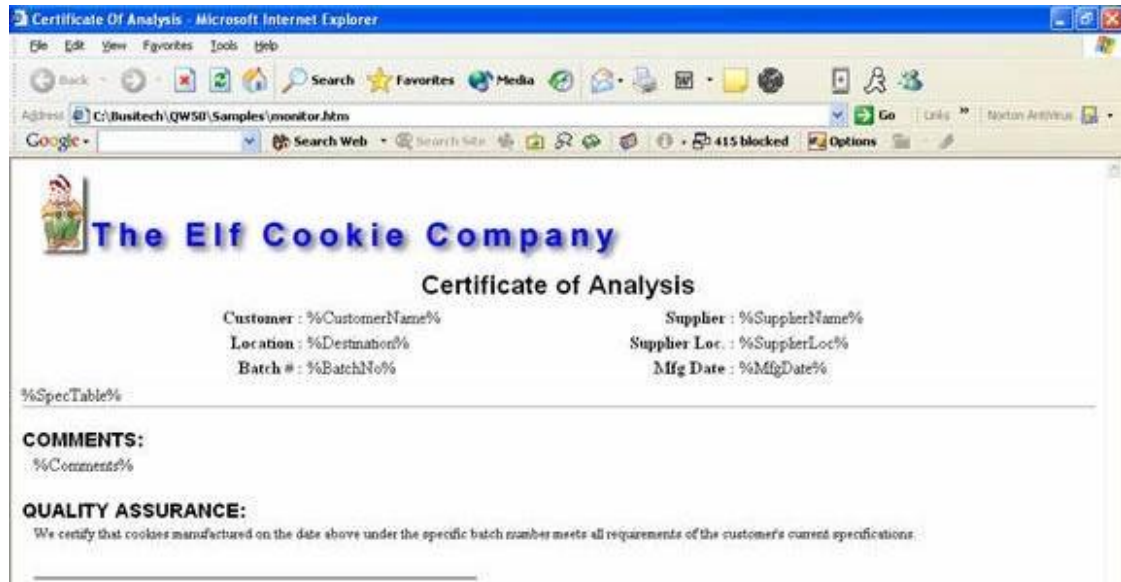 Certificate Of Analysis - Microsoft Internet Explorer
File Edit View Favorites Tools Help
Back Search Favorites Media
Address C:\Busitech\QW50\Samples\monitor.htm Go Links » Norton AntiVirus
Google Search Web Search Site 415 blocked Options
The Elf Cookie Company
Certificate of Analysis
Customer : %CustomerName% Supplier : %SupplierName%
Location : %Destination% Supplier Loc. : %SupplierLoc%
Batch # : %BatchNo% Mfg Date : %MfgDate%
%SpecTable%
COMMENTS:
%Comments%
QUALITY ASSURANCE:
We certify that cookies manufactured on the date above under the specific batch number meets all requirements of the customer's current specifications.